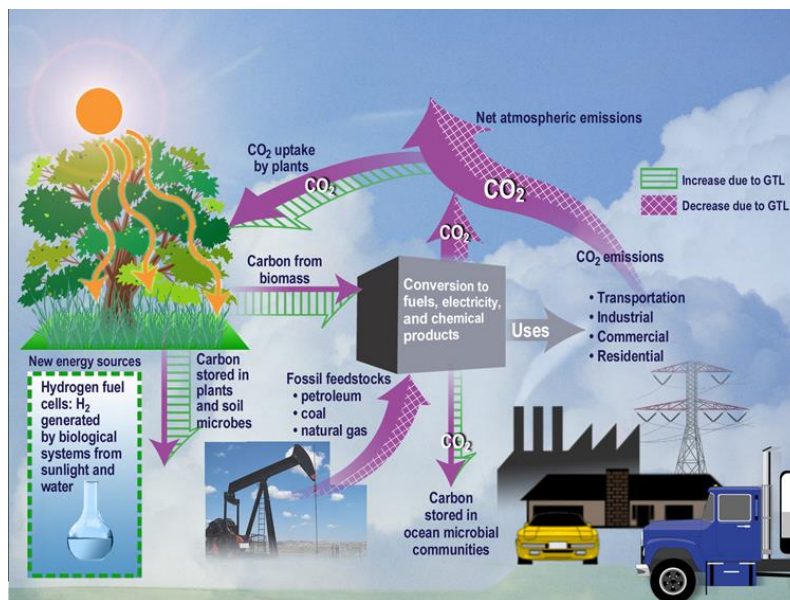 Net atmospheric emissions
CO2 uptake
by plants
CO2
CO2
Increase due to GTL
Decrease due to GTL
CO2
CO2 emissions
Carbon from
biomass
Conversion to
fuels, electricity,
and chemical
products
Uses
• Transportation
• Industrial
• Commercial
• Residential
New energy sources
Hydrogen fuel
cells: H2
generated
by biological
systems from
sunlight and
water
Carbon
stored in
plants
and soil
microbes
Fossil feedstocks
• petroleum
• coal
• natural gas
CO2
Carbon
stored in
ocean microbial
communities